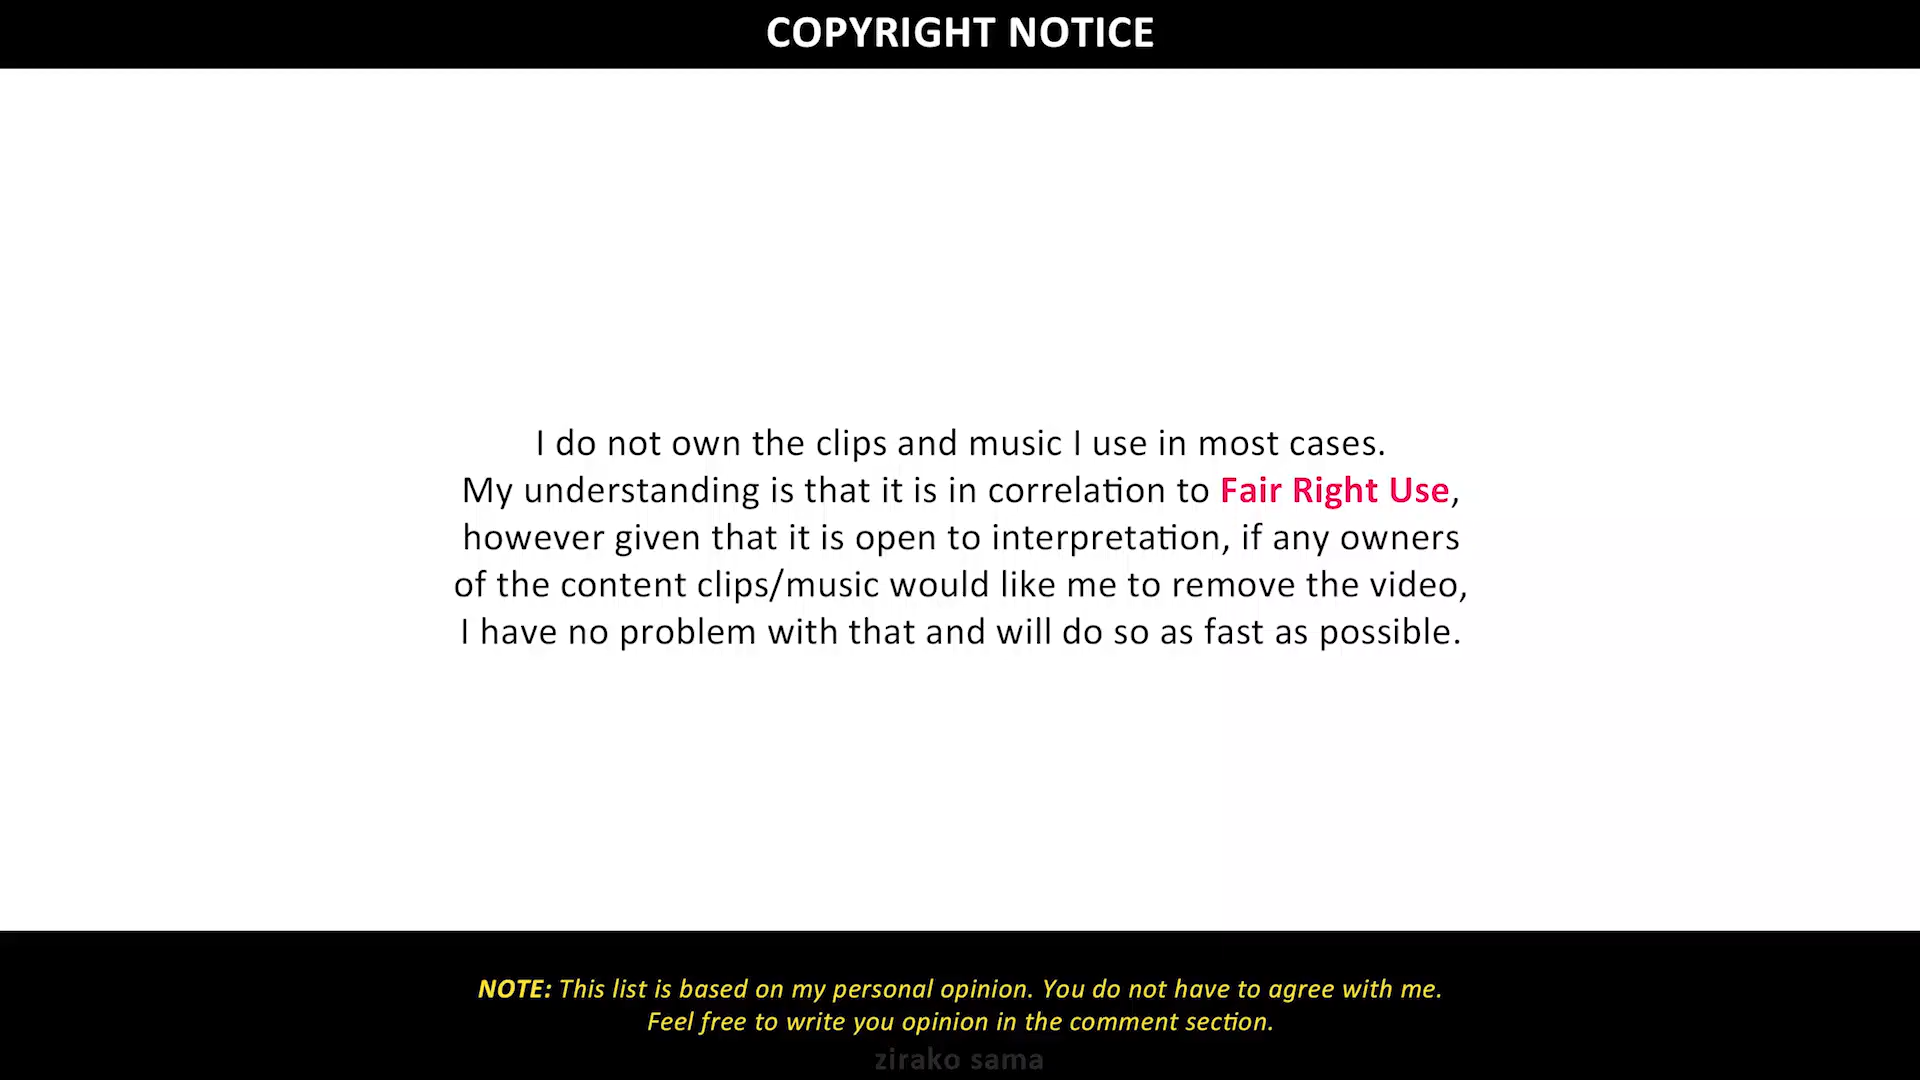 COPYRIGHT NOTICE
I do not own the clips and music I use in most cases.
My understanding is that it is in correlation to Fair Right Use,
however given that it is open to interpretation, if any owners
of the content clips/music would like me to remove the video,
I have no problem with that and will do so as fast as possible.
NOTE: This list is based on my personal opinion. You do not have to agree with me.
Feel free to write you opinion in the comment section.
zirako sama